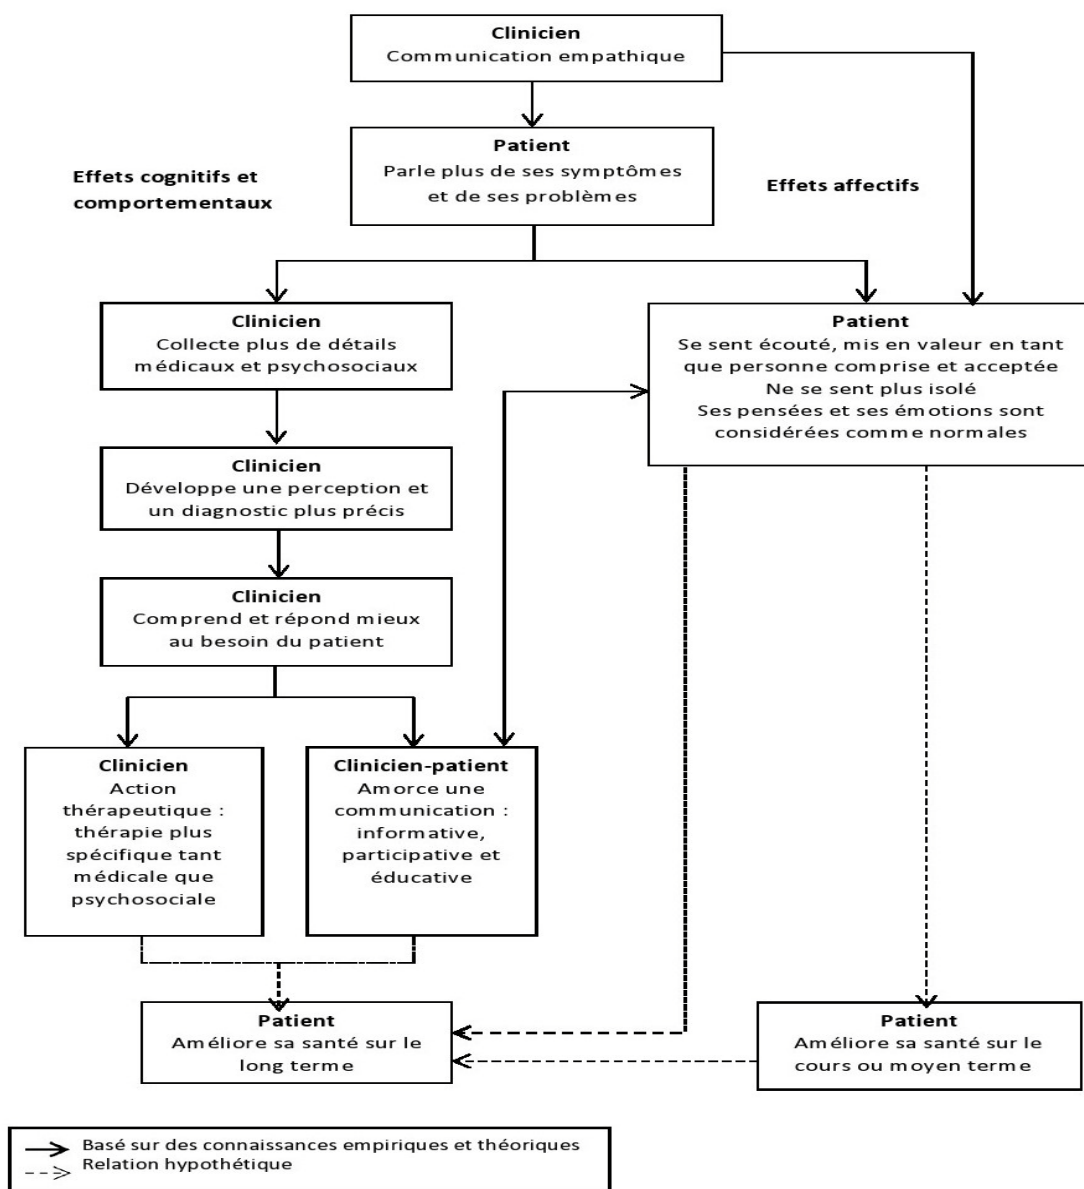 Clinicien
Communication empathique
Patient
Parle plus de ses symptômes
et de ses problèmes
Effets cognitifs et
comportementaux
Effets affectifs
Clinicien
Collecte plus de détails
médicaux et psychosociaux
Patient
Se sent écouté, mis en valeur en tant
que personne comprise et acceptée
Ne se sent plus isolé
Ses pensées et ses émotions sont
considérées comme normales
Clinicien
Développe une perception et
un diagnostic plus précis
Clinicien
Comprend et répond mieux
au besoin du patient
Clinicien
Action
thérapeutique :
thérapie plus
spécifique tant
médicale que
psychosociale
Clinicien-patient
Amorce une
communication :
informative,
participative et
éducative
Patient
Améliore sa santé sur le
long terme
Patient
Améliore sa santé sur le
cours ou moyen terme
Basé sur des connaissances empiriques et théoriques
Relation hypothétique